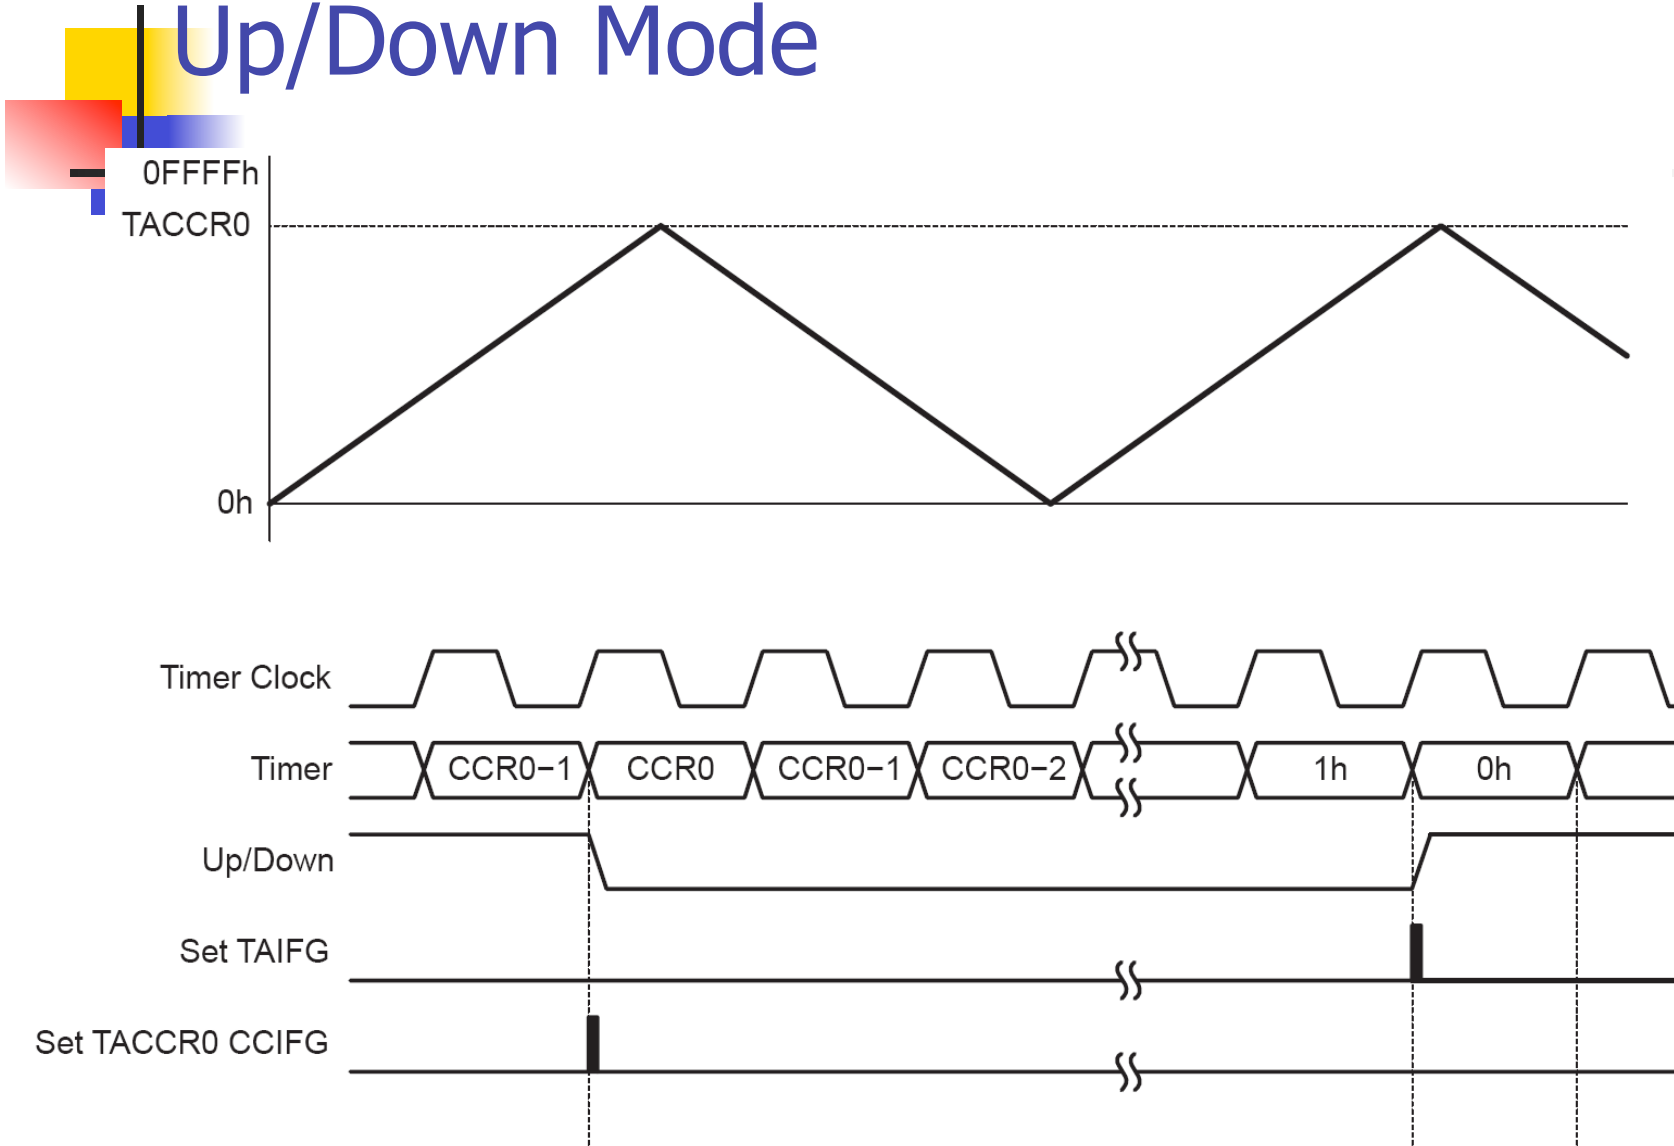 Up/Down Mode
0FFFFh
TACCR0
0h
Timer Clock
Timer CCR0−1 CCR0 CCR0−1 CCR0−2 1h 0h
Up/Down
Set TAIFG
Set TACCR0 CCIFG